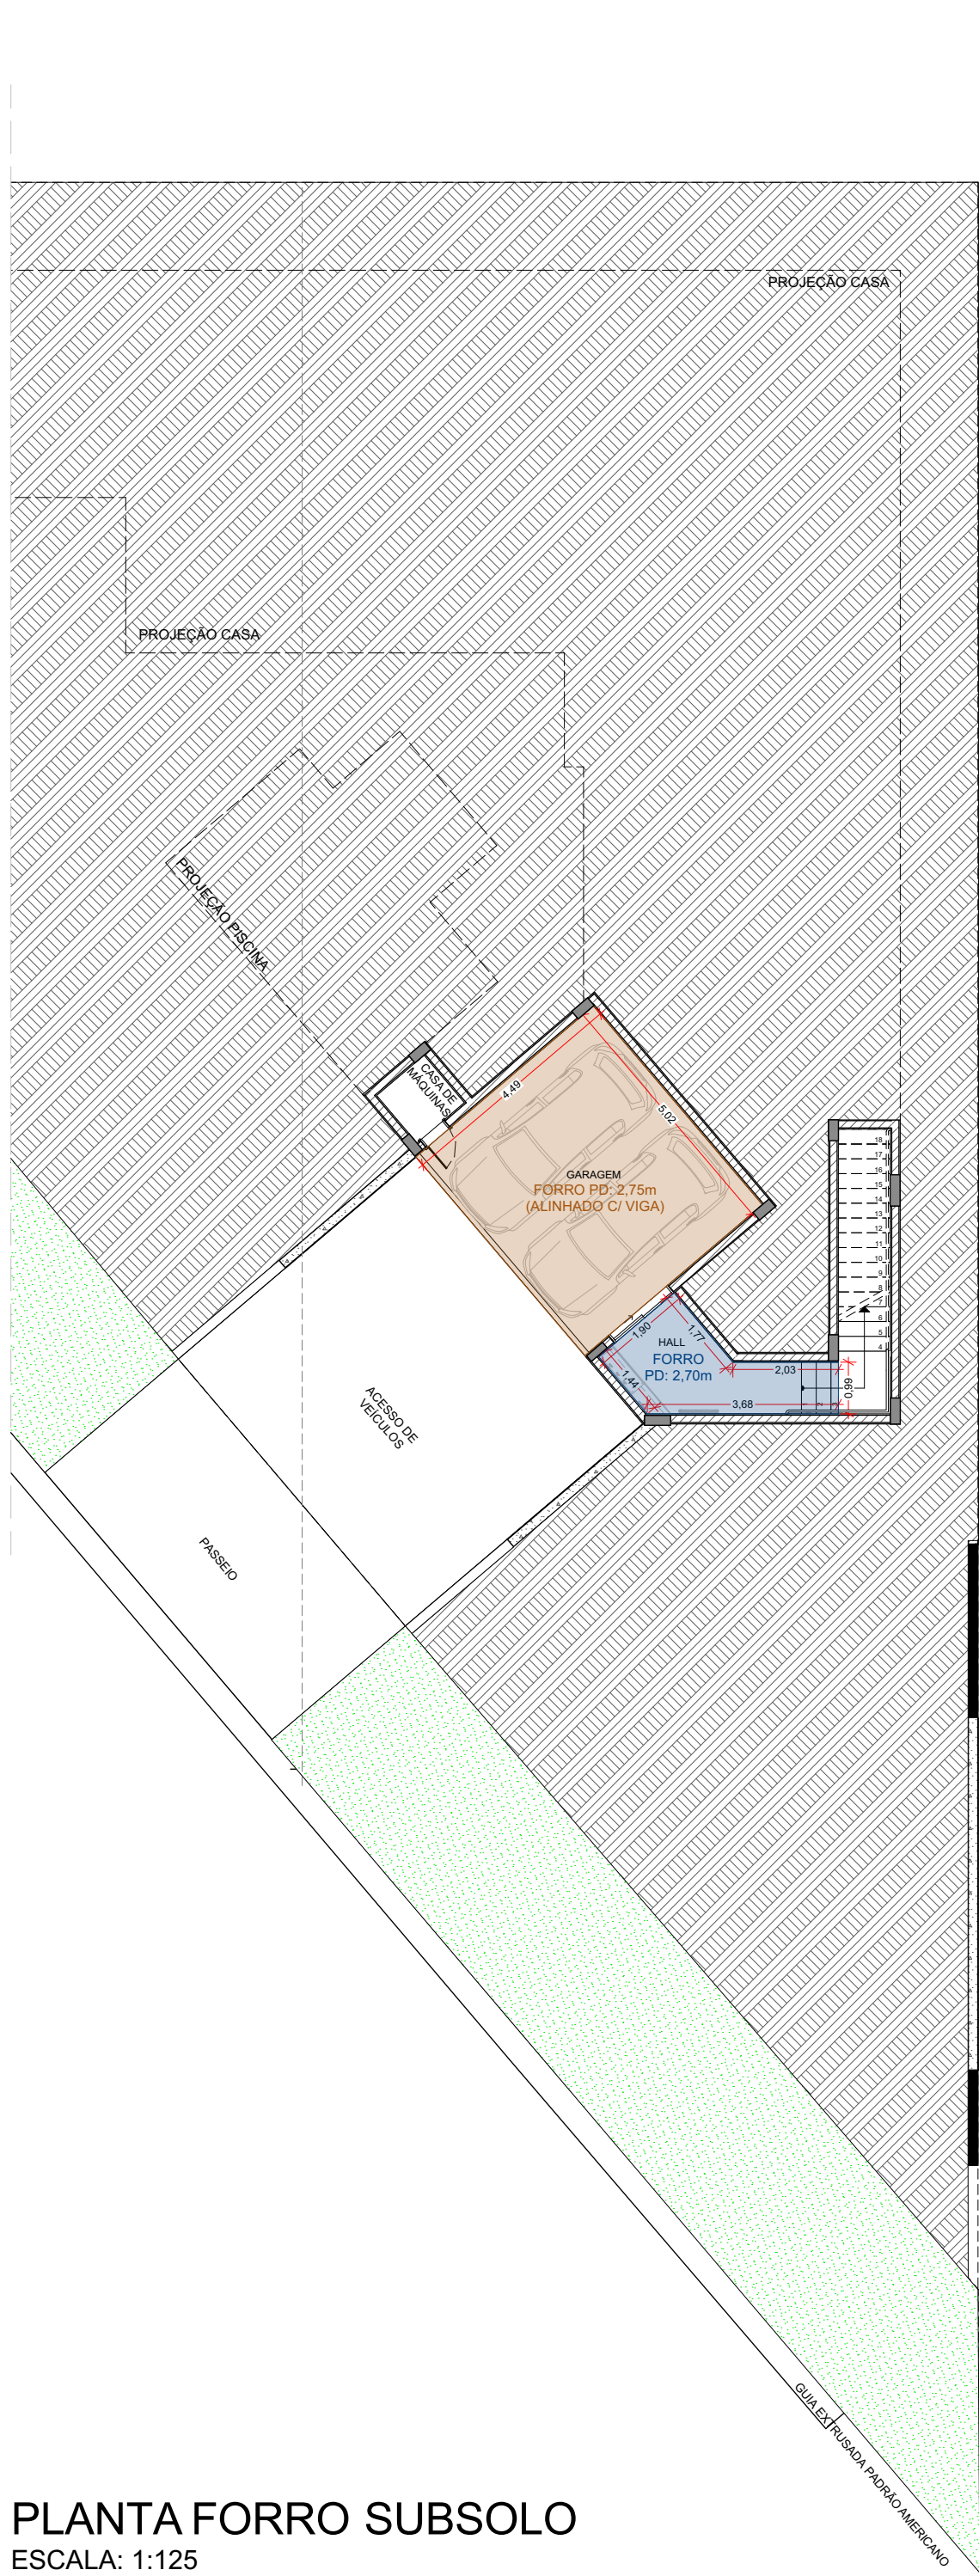 PROJEÇÃO CASA
PROJEÇÃO CASA
PROJEÇÃO PISCINA
CASA DE
MÁQUINAS
4,49
5,02
GARAGEM
FORRO PD: 2,75m
(ALINHADO C/ VIGA)
18
17
16
15
14
13
12
11
10
9
8
7
6
5
4
3
2
1
1,90
1,77
HALL
FORRO
PD: 2,70m
1,44
2,03
0,99
3,68
ACESSO DE
VEÍCULOS
PASSEIO
GUIA EXTRUSADA PADRÃO AMERICANO
PLANTA FORRO SUBSOLO
ESCALA: 1:125